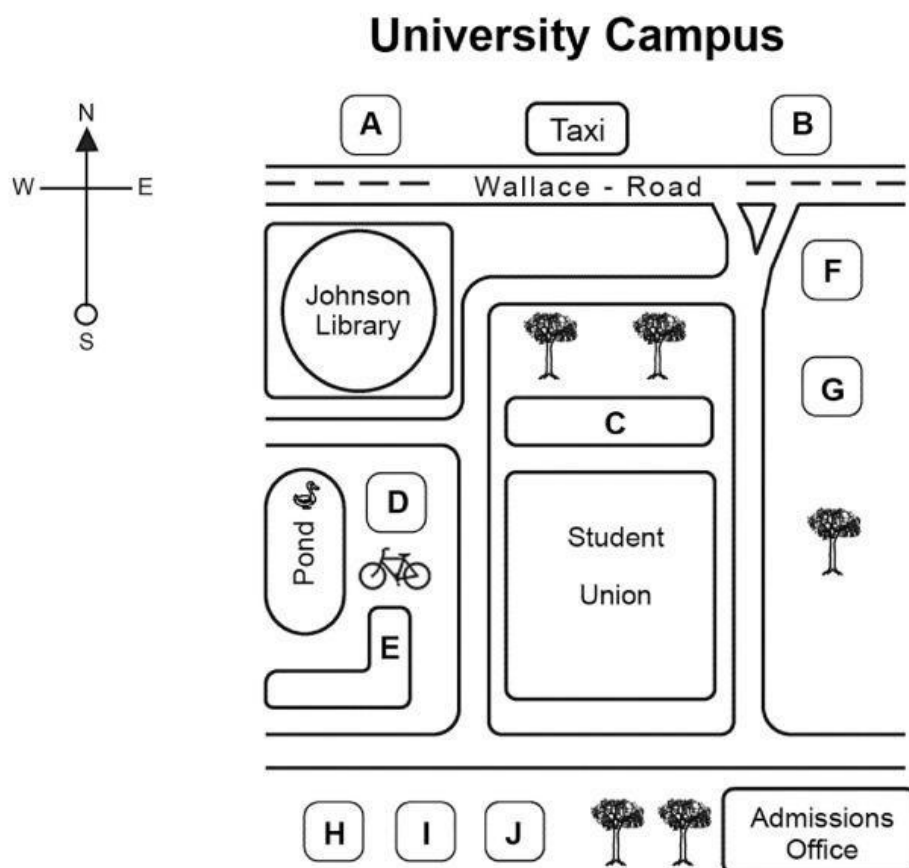 University Campus
N
W
E
S
A
Taxi
B
Wallace - Road
Johnson
Library
F
G
C
D
Pond
Student
Union
E
H
I
J
Admissions
Office